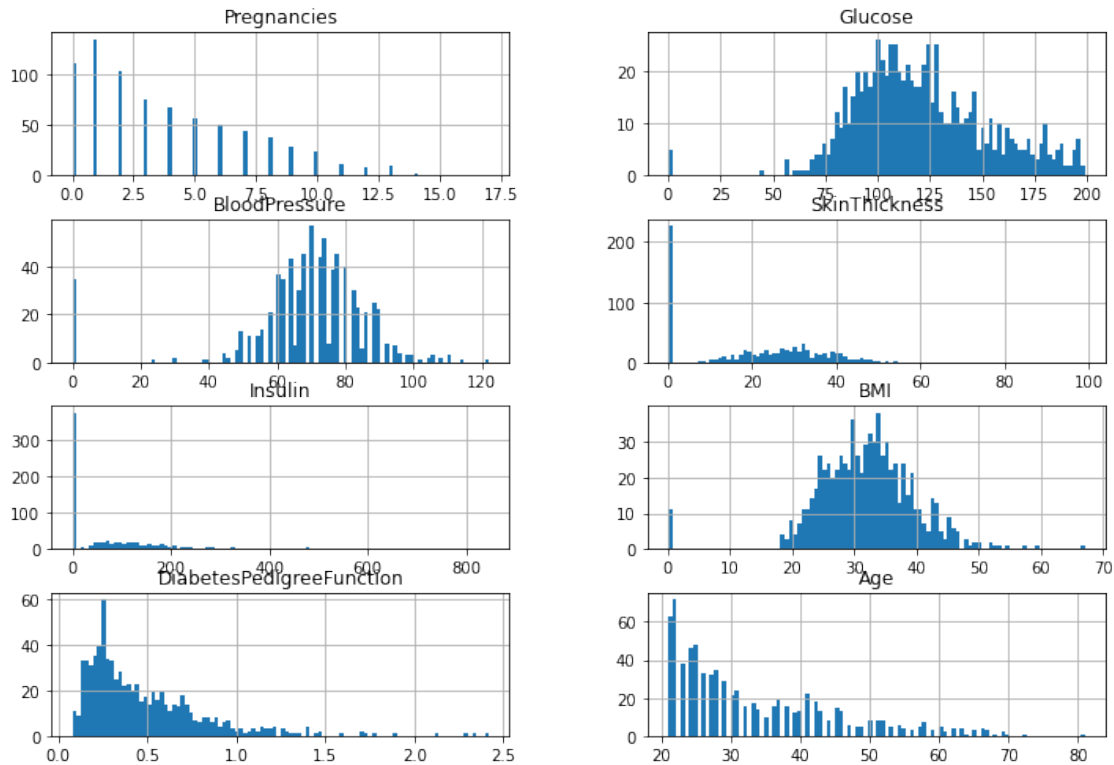 Pregnancies
100
50
0
0.0 2.5 5.0 7.5 10.0 12.5 15.0 17.5
Glucose
20
10
0
0 25 50 75 100 125 150 175 200
BloodPressure
40
20
0
0 20 40 60 80 100 120
SkinThickness
200
100
0
0 20 40 60 80 100
Insulin
300
200
100
0
0 200 400 600 800
BMI
30
20
10
0
0 10 20 30 40 50 60 70
DiabetesPedigreeFunction
60
40
20
0
0.0 0.5 1.0 1.5 2.0 2.5
Age
60
40
20
0
20 30 40 50 60 70 80